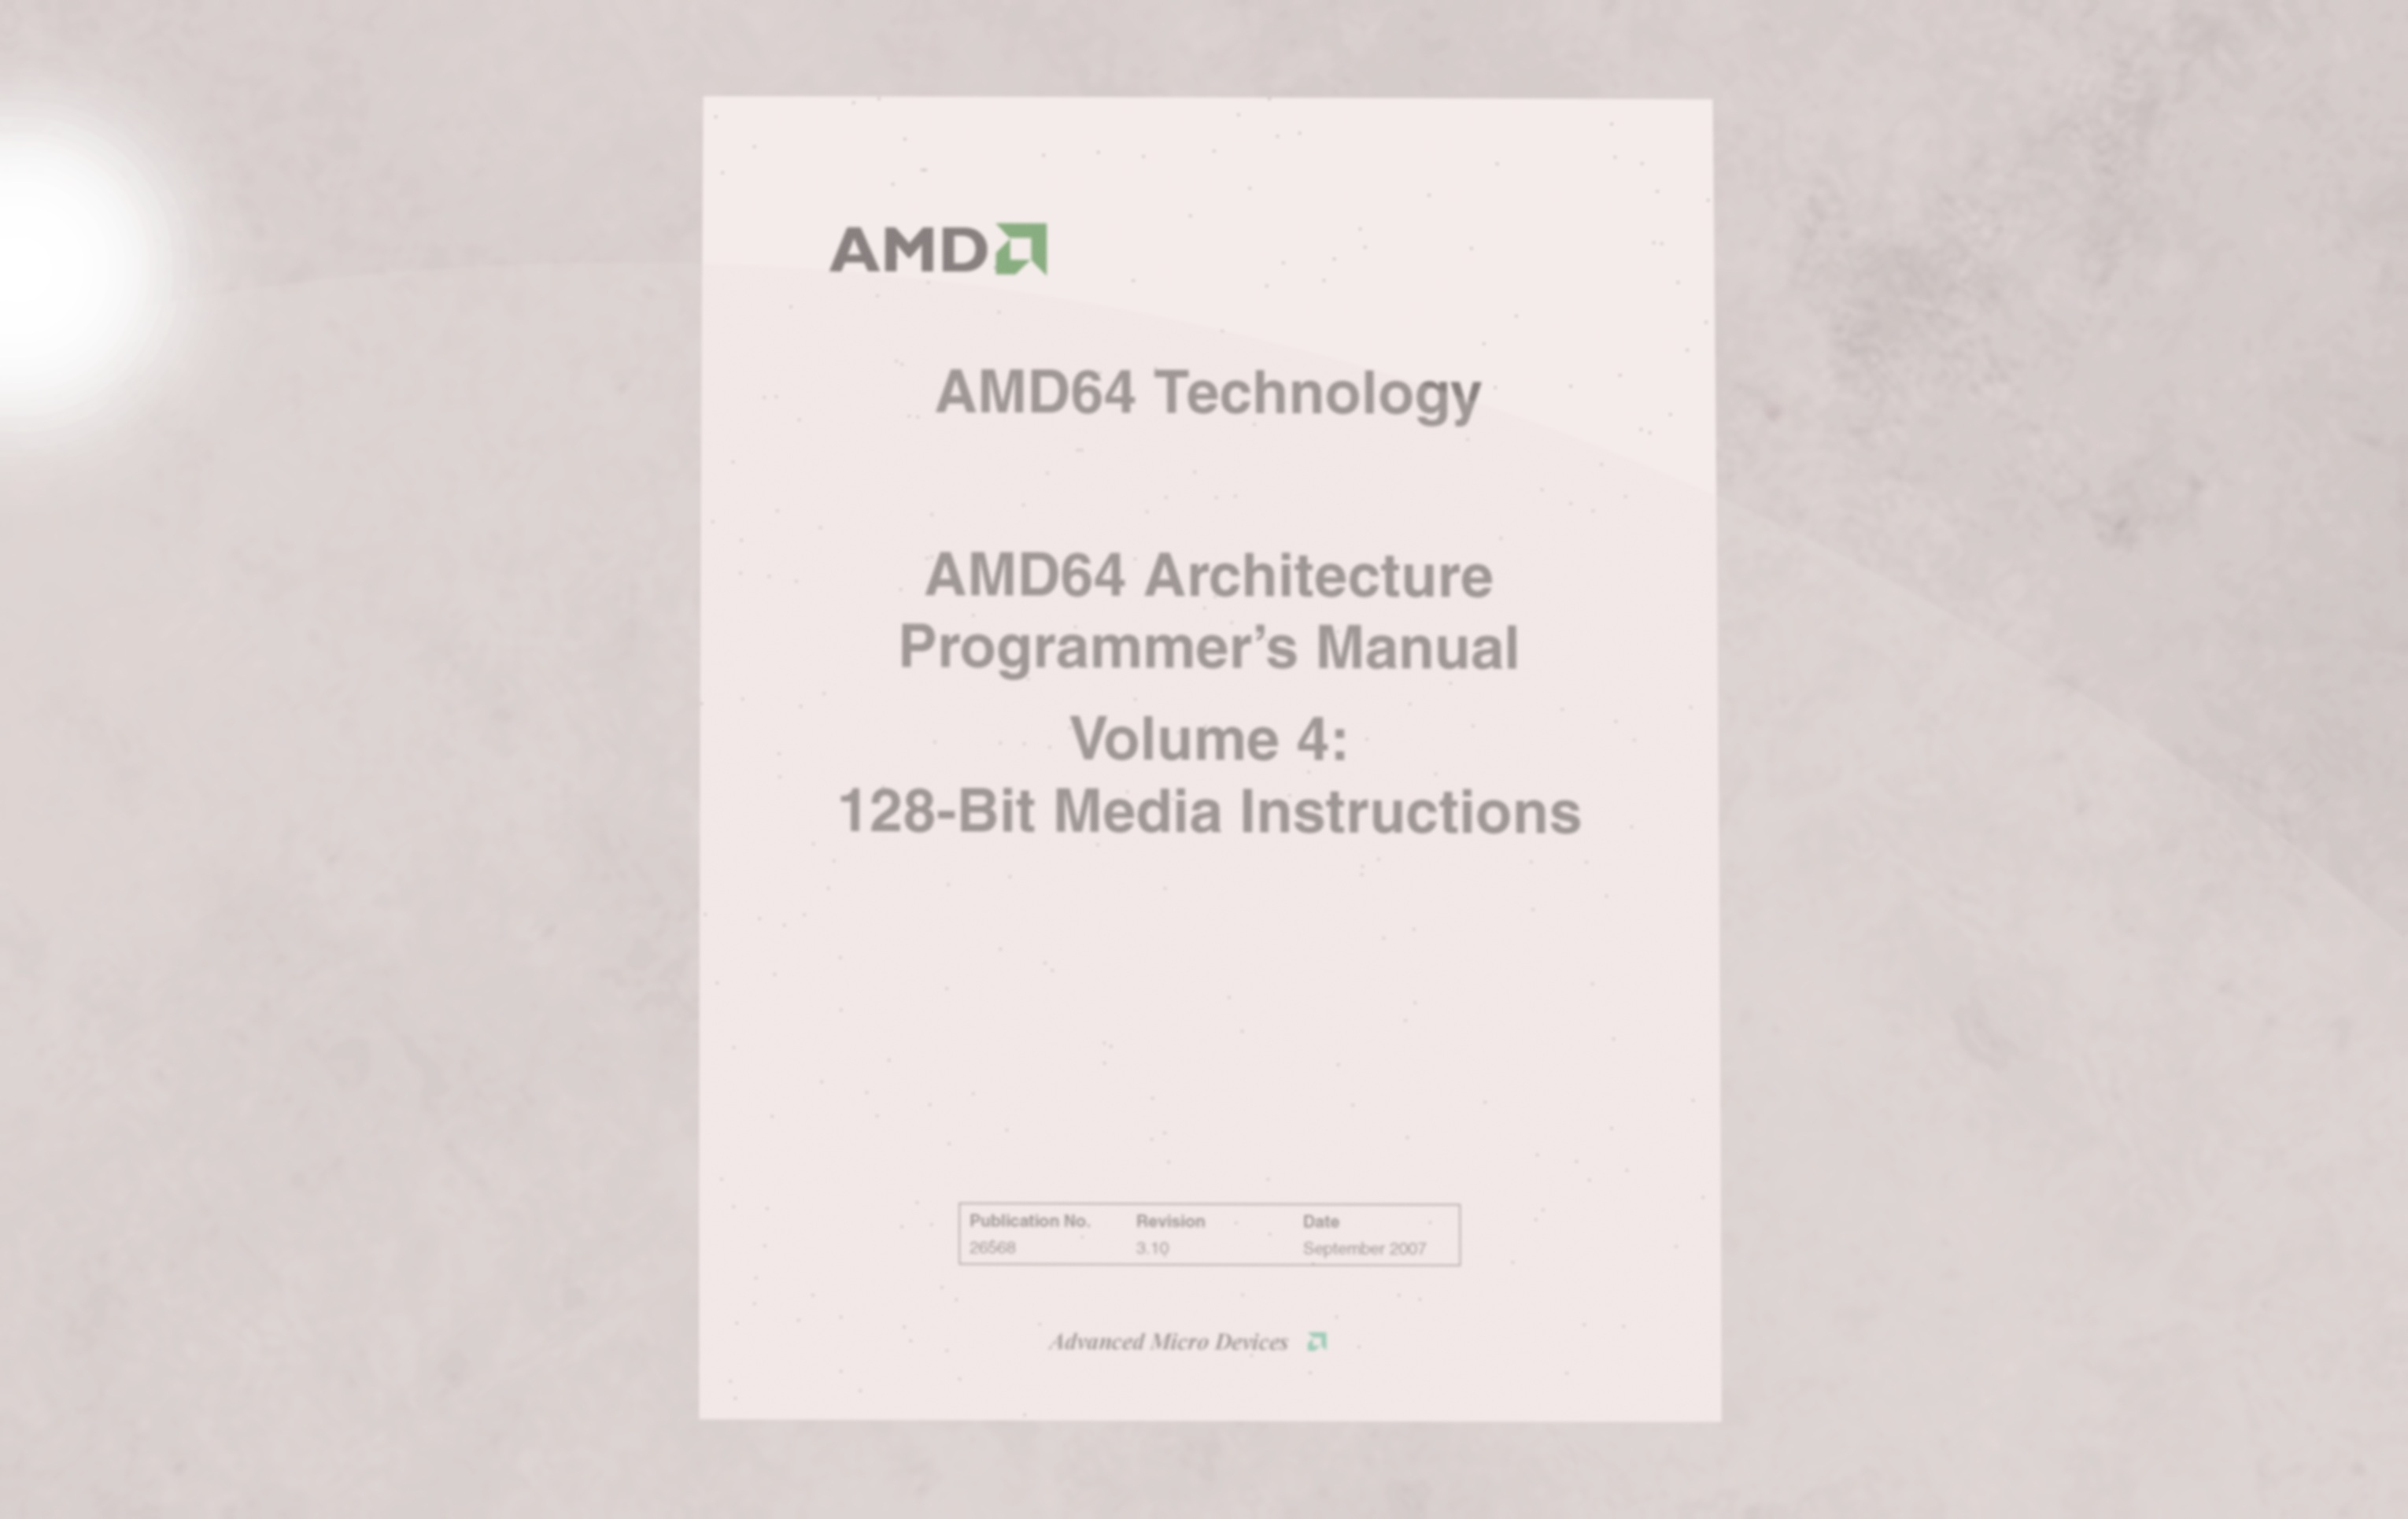 AMD
AMD64 Technology
AMD64 Architecture
Programmer’s Manual
Volume 4:
128-Bit Media Instructions
Publication No. Revision Date
26568 3.10 September 2007
Advanced Micro Devices